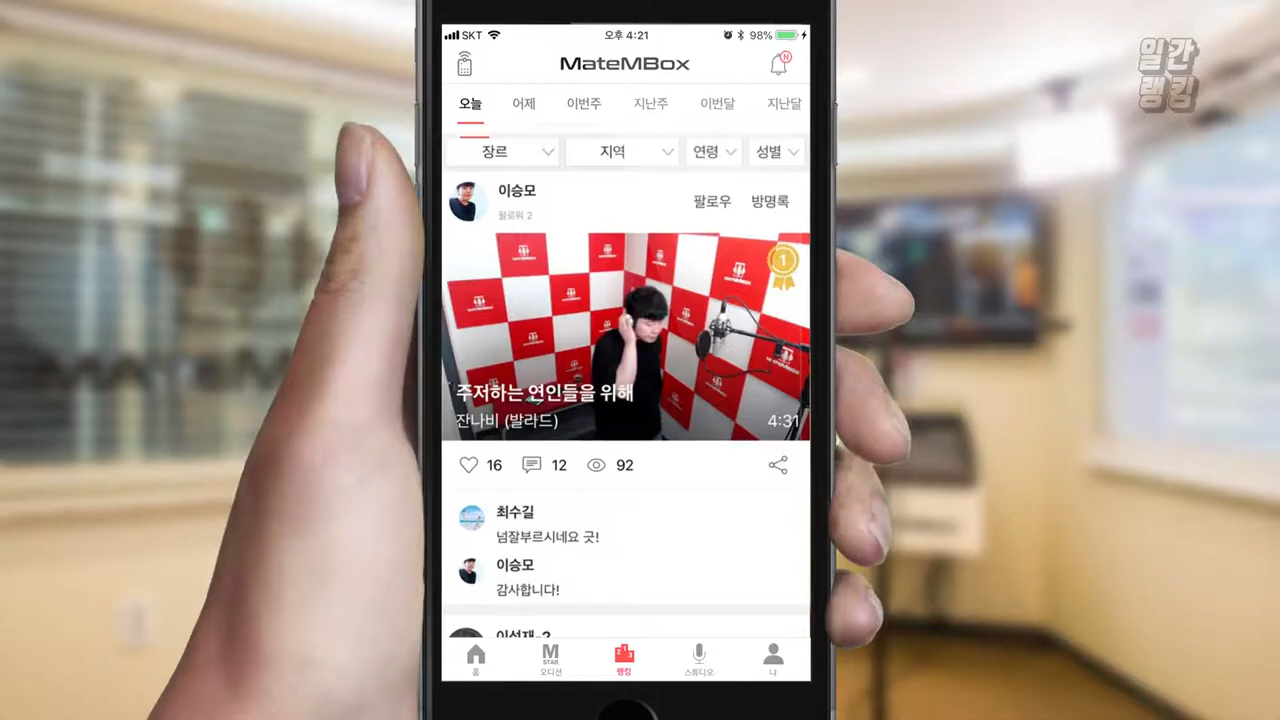 SKT 오후 4:21 98%
MateMBox
N
일간
랭킹
오늘 어제 이번주 지난주 이번달 지난달
장르 지역 연령 성별
이승모
팔로워 2
팔로우 방명록
1
주저하는 연인들을 위해
잔나비 (발라드)
4:31
16 12 92
최수길
넘잘부르시네요 굿!
이승모
감사합니다!
이석재-2
홈 M STAR 오디션 랭킹 스튜디오 나